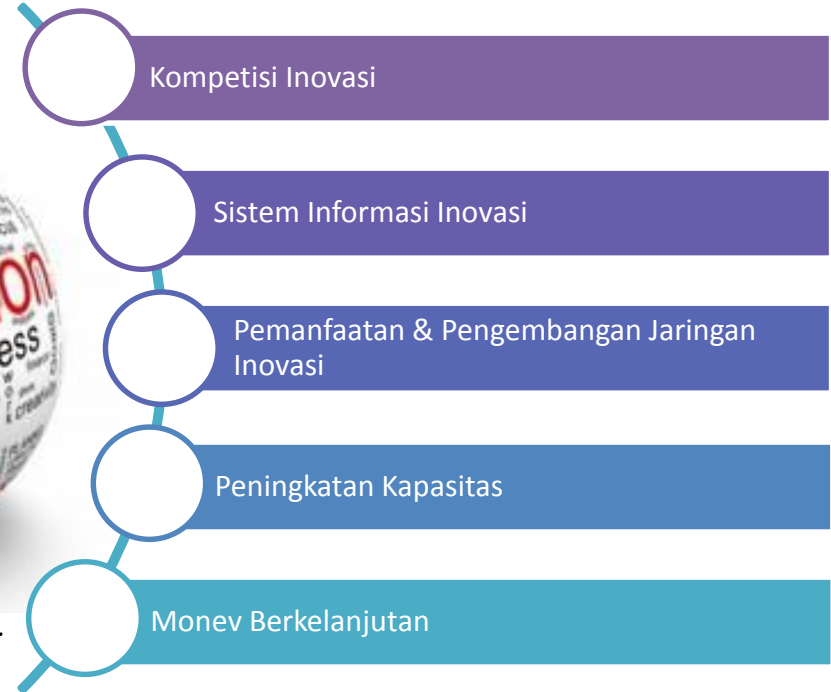 Kompetisi Inovasi
Sistem Informasi Inovasi
Pemanfaatan & Pengembangan Jaringan
Inovasi
Peningkatan Kapasitas
Monev Berkelanjutan